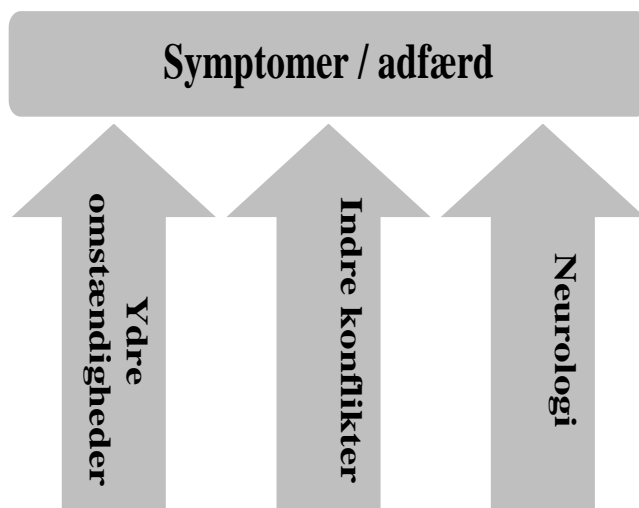 Symptomer / adfærd
Ydre
omstændigheder
Indre konflikter
Neurologi